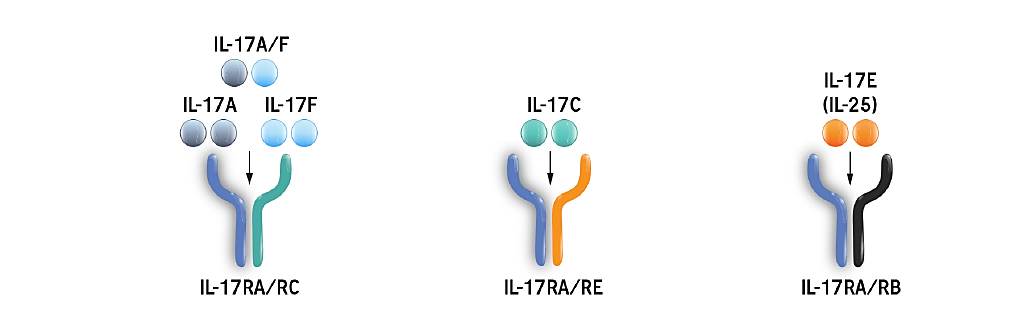 IL-17A/F
IL-17A
IL-17F
IL-17RA/RC
IL-17C
IL-17RA/RE
IL-17E
(IL-25)
IL-17RA/RB